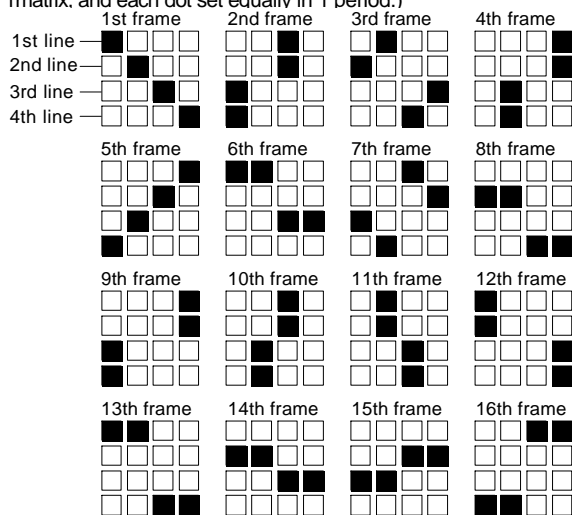 matrix, and each dot set equally in 1 period.)
1st frame 2nd frame 3rd frame 4th frame
1st line
2nd line
3rd line
4th line
5th frame 6th frame 7th frame 8th frame
9th frame 10th frame 11th frame 12th frame
13th frame 14th frame 15th frame 16th frame